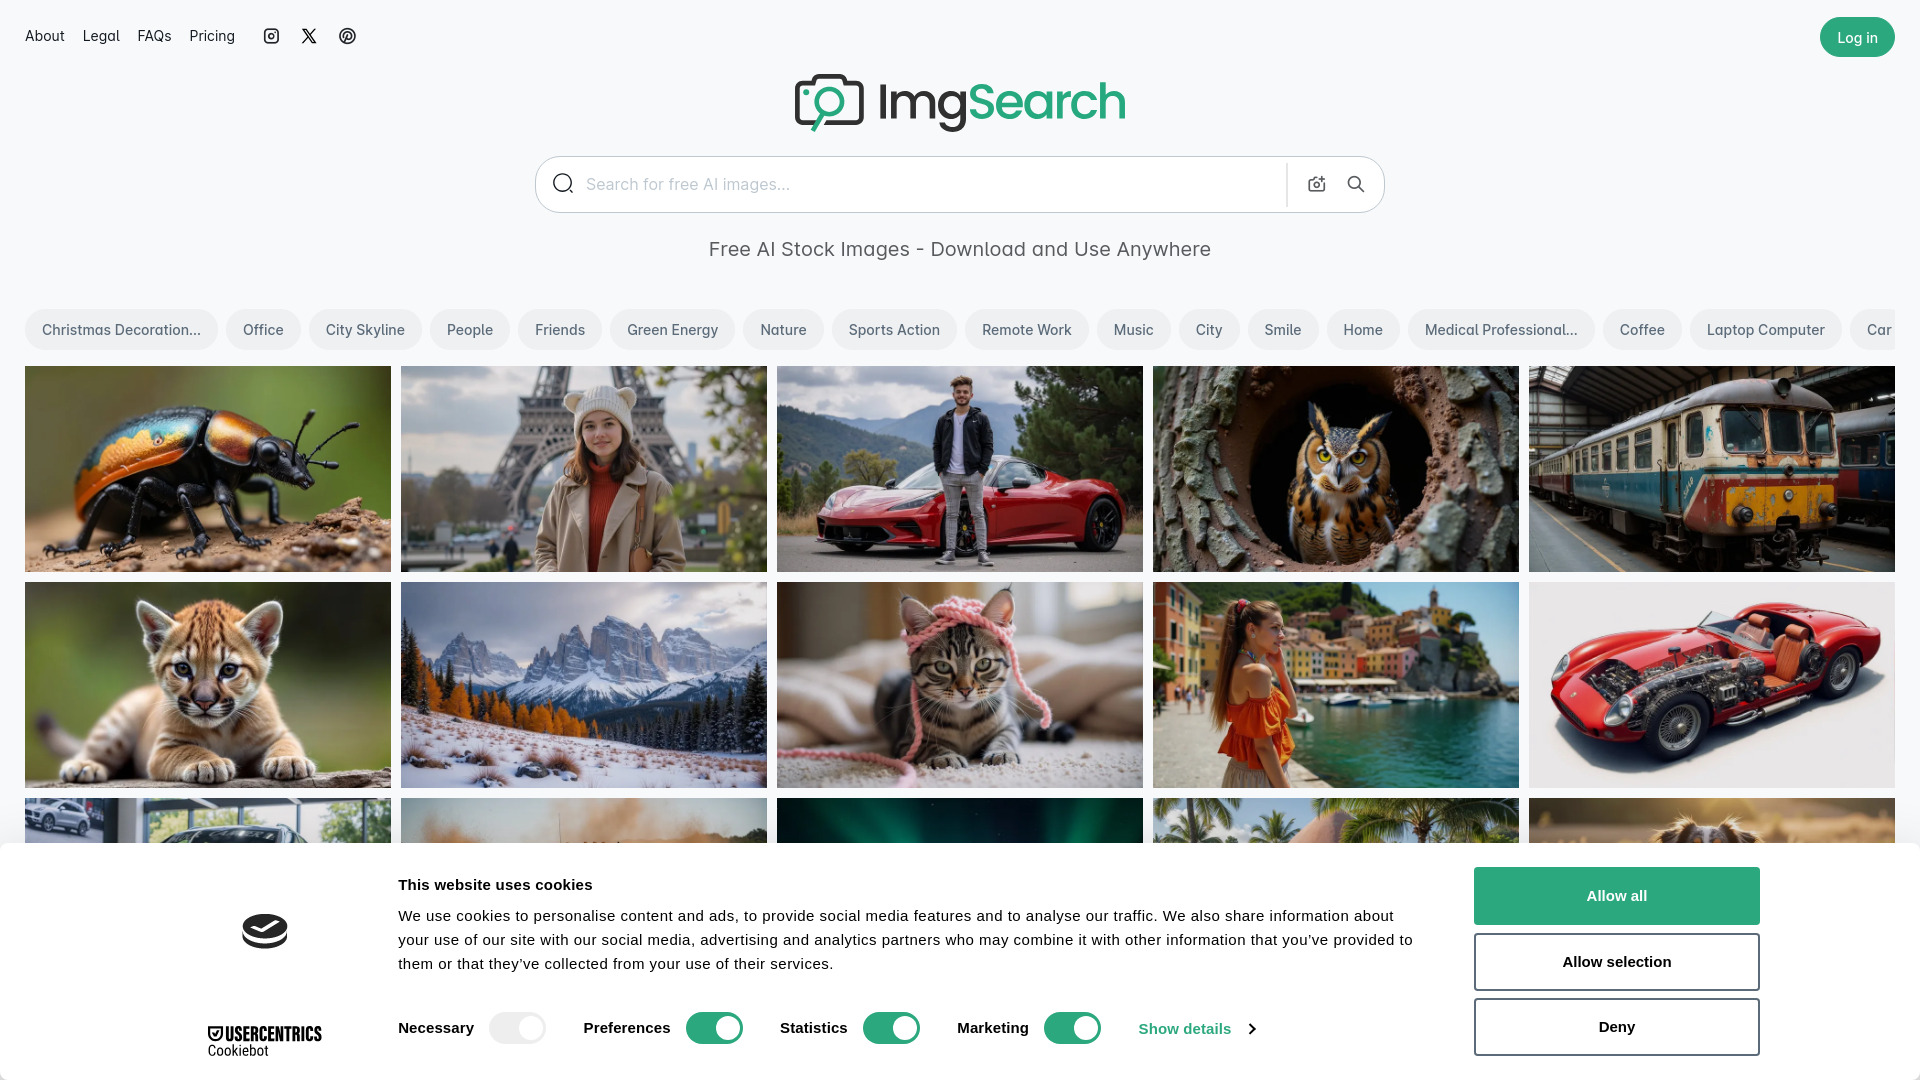 About Legal FAQs Pricing
Log in
ImgSearch
Search for free AI images...
Free AI Stock Images - Download and Use Anywhere
Christmas Decoration... Office City Skyline People Friends Green Energy Nature Sports Action Remote Work Music City Smile Home Medical Professional... Coffee Laptop Computer Car
This website uses cookies
We use cookies to personalise content and ads, to provide social media features and to analyse our traffic. We also share information about
your use of our site with our social media, advertising and analytics partners who may combine it with other information that you’ve provided to
them or that they’ve collected from your use of their services.
Allow all
Allow selection
Deny
USERCENTRICS
Cookiebot
Necessary Preferences Statistics Marketing Show details